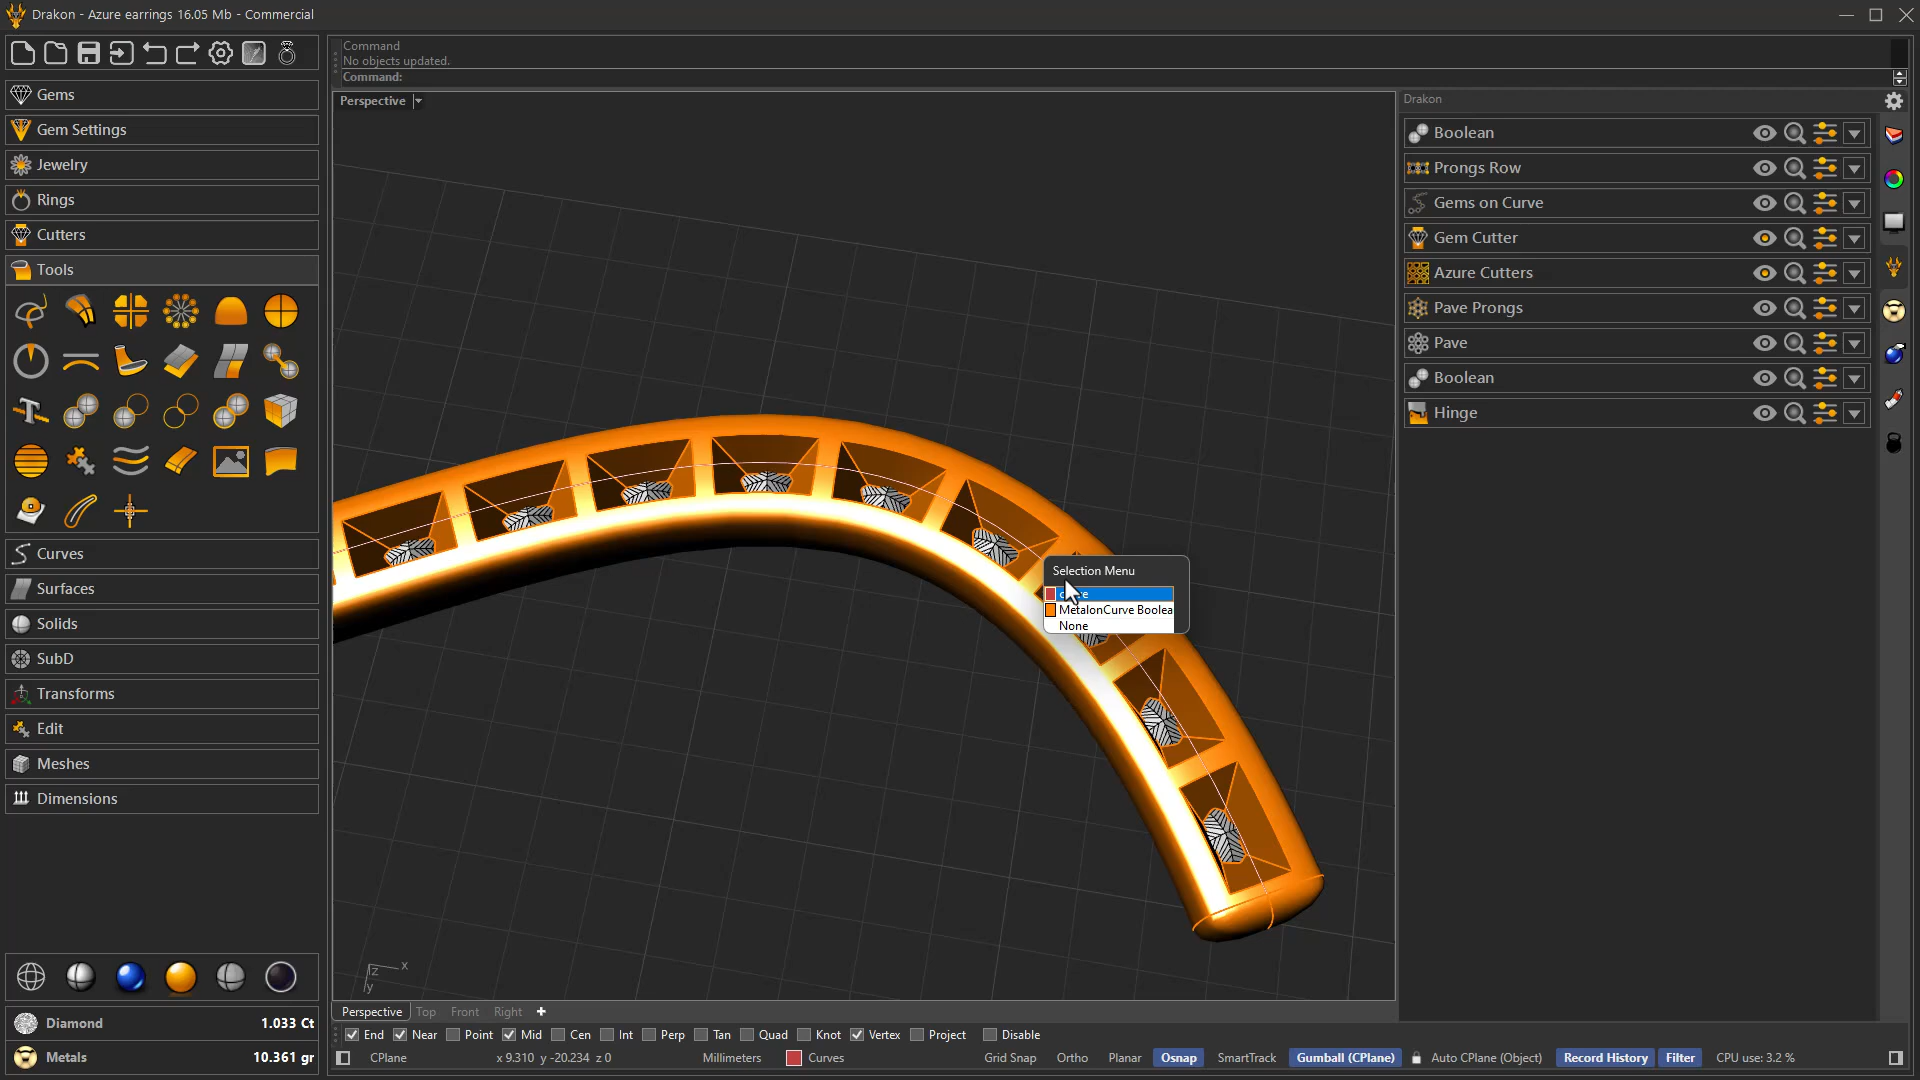 Drakon - Azure earrings 16.05 Mb - Commercial
Command
No objects updated.
Command:
Gems
Gem Settings
Jewelry
Rings
Cutters
Tools
Curves
Surfaces
Solids
SubD
Transforms
Edit
Meshes
Dimensions
Diamond 1.033 Ct
Metals 10.361 gr
Perspective
Selection Menu
MetalonCurve Boolea
None
z x
y
Drakon
Boolean
Prongs Row
Gems on Curve
Gem Cutter
Azure Cutters
Pave Prongs
Pave
Boolean
Hinge
Perspective Top Front Right
End Near Point Mid Cen Int Perp Tan Quad Knot Vertex Project Disable
CPlane x 9.310 y -20.234 z 0 Millimeters Curves Grid Snap Ortho Planar Osnap SmartTrack Gumball (CPlane) Auto CPlane (Object) Record History Filter CPU use: 3.2 %